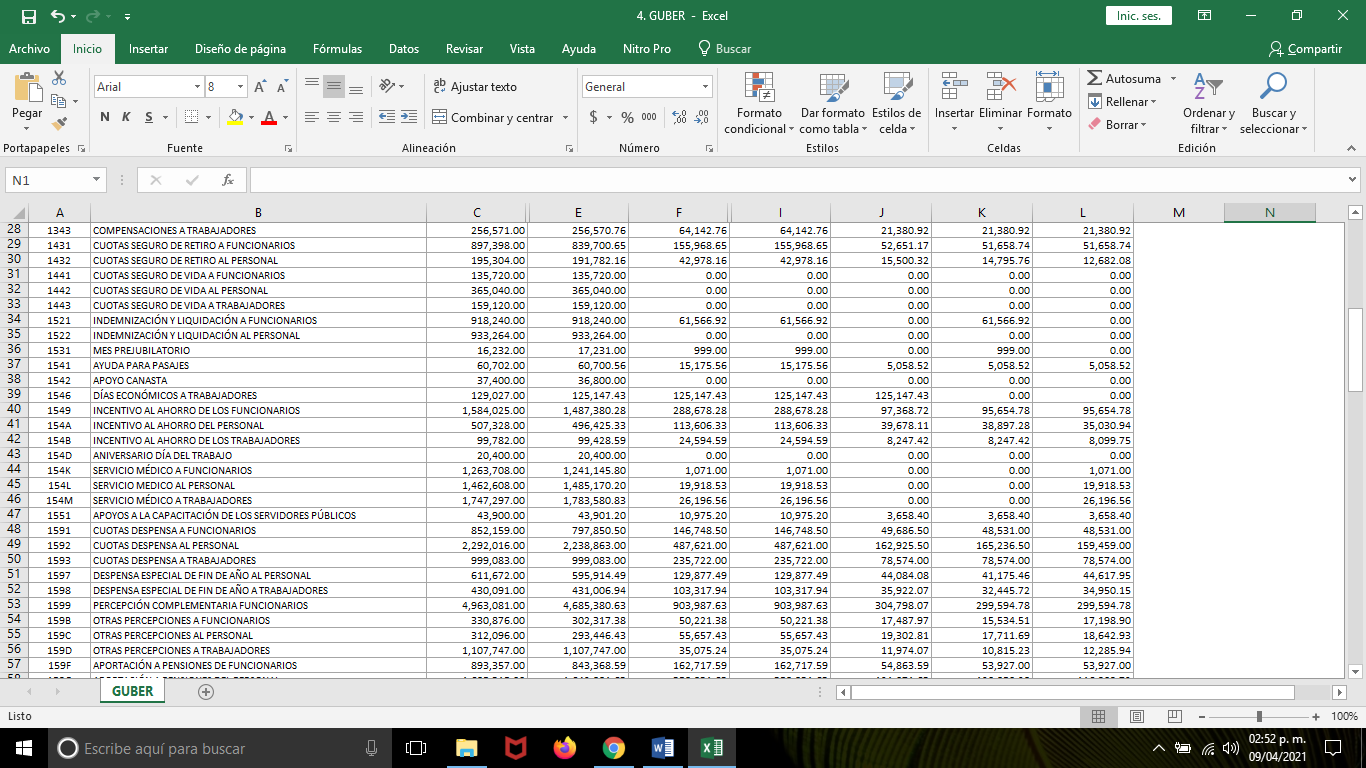 4. GUBER - Excel
Inic. ses.
Archivo Inicio Insertar Diseño de página Fórmulas Datos Revisar Vista Ayuda Nitro Pro Buscar Compartir
Pegar
Arial 8
Ajustar texto
General
Autosuma
Rellenar
Borrar
N K S
Combinar y centrar
$ % 000
Formato condicional
Dar formato como tabla
Estilos de celda
Insertar Eliminar Formato
Ordenar y filtrar
Buscar y seleccionar
Portapapeles Fuente Alineación Número Estilos Celdas Edición
N1 fx
A B C E F I J K L M N
28 1343 COMPENSACIONES A TRABAJADORES 256,571.00 256,570.76 64,142.76 64,142.76 21,380.92 21,380.92 21,380.92
29 1431 CUOTAS SEGURO DE RETIRO A FUNCIONARIOS 897,398.00 839,700.65 155,968.65 155,968.65 52,651.17 51,658.74 51,658.74
30 1432 CUOTAS SEGURO DE RETIRO AL PERSONAL 195,304.00 191,782.16 42,978.16 42,978.16 15,500.32 14,795.76 12,682.08
31 1441 CUOTAS SEGURO DE VIDA A FUNCIONARIOS 135,720.00 135,720.00 0.00 0.00 0.00 0.00 0.00
32 1442 CUOTAS SEGURO DE VIDA AL PERSONAL 365,040.00 365,040.00 0.00 0.00 0.00 0.00 0.00
33 1443 CUOTAS SEGURO DE VIDA A TRABAJADORES 159,120.00 159,120.00 0.00 0.00 0.00 0.00 0.00
34 1521 INDEMNIZACIÓN Y LIQUIDACIÓN A FUNCIONARIOS 918,240.00 918,240.00 61,566.92 61,566.92 0.00 61,566.92 0.00
35 1522 INDEMNIZACIÓN Y LIQUIDACIÓN AL PERSONAL 933,264.00 933,264.00 0.00 0.00 0.00 0.00 0.00
36 1531 MES PREJUBILATORIO 16,232.00 17,231.00 999.00 999.00 0.00 999.00 0.00
37 1541 AYUDA PARA PASAJES 60,702.00 60,700.56 15,175.56 15,175.56 5,058.52 5,058.52 5,058.52
38 1542 APOYO CANASTA 37,400.00 36,800.00 0.00 0.00 0.00 0.00 0.00
39 1546 DÍAS ECONÓMICOS A TRABAJADORES 129,027.00 125,147.43 125,147.43 125,147.43 125,147.43 0.00 0.00
40 1549 INCENTIVO AL AHORRO DE LOS FUNCIONARIOS 1,584,025.00 1,487,380.28 288,678.28 288,678.28 97,368.72 95,654.78 95,654.78
41 154A INCENTIVO AL AHORRO DEL PERSONAL 507,328.00 496,425.33 113,606.33 113,606.33 39,678.11 38,897.28 35,030.94
42 154B INCENTIVO AL AHORRO DE LOS TRABAJADORES 99,782.00 99,428.59 24,594.59 24,594.59 8,247.42 8,247.42 8,099.75
43 154D ANIVERSARIO DÍA DEL TRABAJO 20,400.00 20,400.00 0.00 0.00 0.00 0.00 0.00
44 154K SERVICIO MÉDICO A FUNCIONARIOS 1,263,708.00 1,241,145.80 1,071.00 1,071.00 0.00 0.00 1,071.00
45 154L SERVICIO MEDICO AL PERSONAL 1,462,608.00 1,485,170.20 19,918.53 19,918.53 0.00 0.00 19,918.53
46 154M SERVICIO MÉDICO A TRABAJADORES 1,747,297.00 1,783,580.83 26,196.56 26,196.56 0.00 0.00 26,196.56
47 1551 APOYOS A LA CAPACITACIÓN DE LOS SERVIDORES PÚBLICOS 43,900.00 43,901.20 10,975.20 10,975.20 3,658.40 3,658.40 3,658.40
48 1591 CUOTAS DESPENSA A FUNCIONARIOS 852,159.00 797,850.50 146,748.50 146,748.50 49,686.50 48,531.00 48,531.00
49 1592 CUOTAS DESPENSA AL PERSONAL 2,292,016.00 2,238,863.00 487,621.00 487,621.00 162,925.50 165,236.50 159,459.00
50 1593 CUOTAS DESPENSA A TRABAJADORES 999,083.00 999,083.00 235,722.00 235,722.00 78,574.00 78,574.00 78,574.00
51 1597 DESPENSA ESPECIAL DE FIN DE AÑO AL PERSONAL 611,672.00 595,914.49 129,877.49 129,877.49 44,084.08 41,175.46 44,617.95
52 1598 DESPENSA ESPECIAL DE FIN DE AÑO A TRABAJADORES 430,091.00 431,006.94 103,317.94 103,317.94 35,922.07 32,445.72 34,950.15
53 1599 PERCEPCIÓN COMPLEMENTARIA FUNCIONARIOS 4,963,081.00 4,685,380.63 903,987.63 903,987.63 304,798.07 299,594.78 299,594.78
54 159B OTRAS PERCEPCIONES A FUNCIONARIOS 330,876.00 302,317.38 50,221.38 50,221.38 17,487.97 15,534.51 17,198.90
55 159C OTRAS PERCEPCIONES AL PERSONAL 312,096.00 293,446.43 55,657.43 55,657.43 19,302.81 17,711.69 18,642.93
56 159D OTRAS PERCEPCIONES A TRABAJADORES 1,107,747.00 1,107,747.00 35,075.24 35,075.24 11,974.07 10,815.23 12,285.94
57 159F APORTACIÓN A PENSIONES DE FUNCIONARIOS 893,357.00 843,368.59 162,717.59 162,717.59 54,863.59 53,927.00 53,927.00
GUBER
Listo 100%
Escribe aquí para buscar
02:52 p. m.
09/04/2021